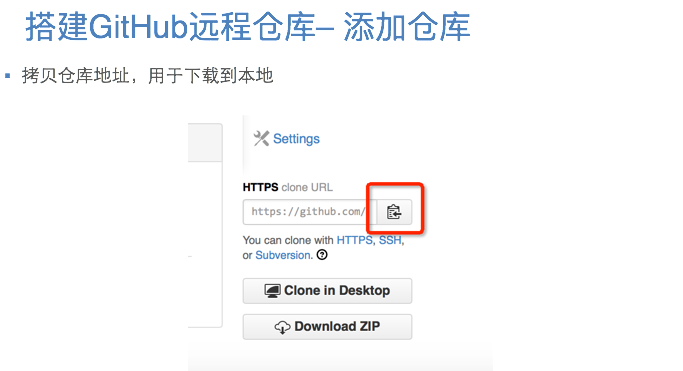 搭建GitHub远程仓库– 添加仓库
▪ 拷贝仓库地址，用于下载到本地
Settings
HTTPS clone URL
https://github.com/
You can clone with HTTPS, SSH,
or Subversion.
Clone in Desktop
Download ZIP